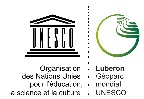 UNESCO
Organisation
des Nations Unies
pour l'éducation,
la science et la culture
Luberon
Géoparc
mondial
UNESCO